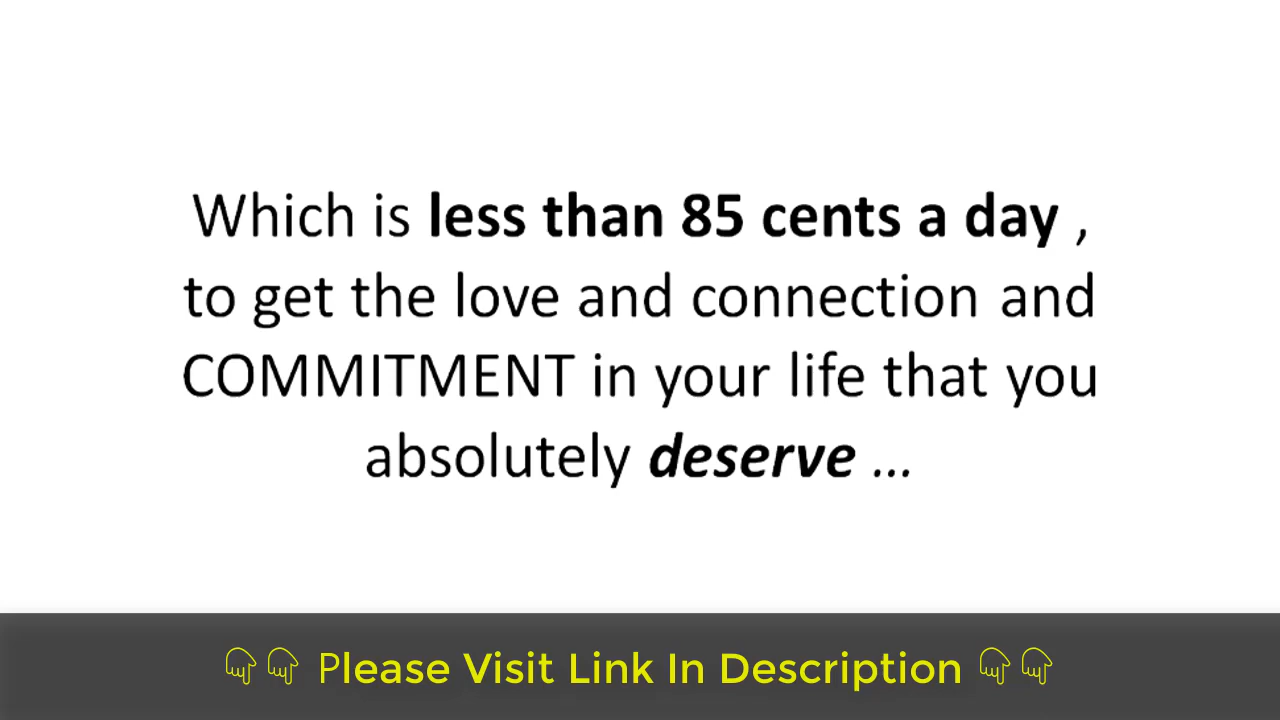 Which is less than 85 cents a day ,
to get the love and connection and
COMMITMENT in your life that you
absolutely deserve ...
Please Visit Link In Description